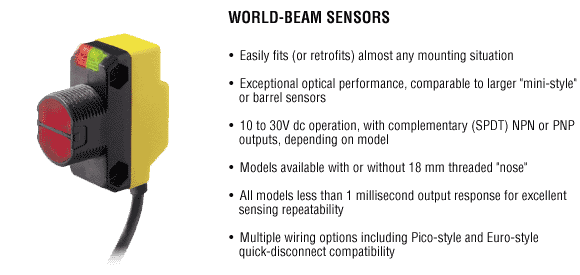 WORLD-BEAM SENSORS
• Easily fits (or retrofits) almost any mounting situation
• Exceptional optical performance, comparable to larger "mini-style"
or barrel sensors
• 10 to 30V dc operation, with complementary (SPDT) NPN or PNP
outputs, depending on model
• Models available with or without 18 mm threaded "nose"
• All models less than 1 millisecond output response for excellent
sensing repeatability
• Multiple wiring options including Pico-style and Euro-style
quick-disconnect compatibility